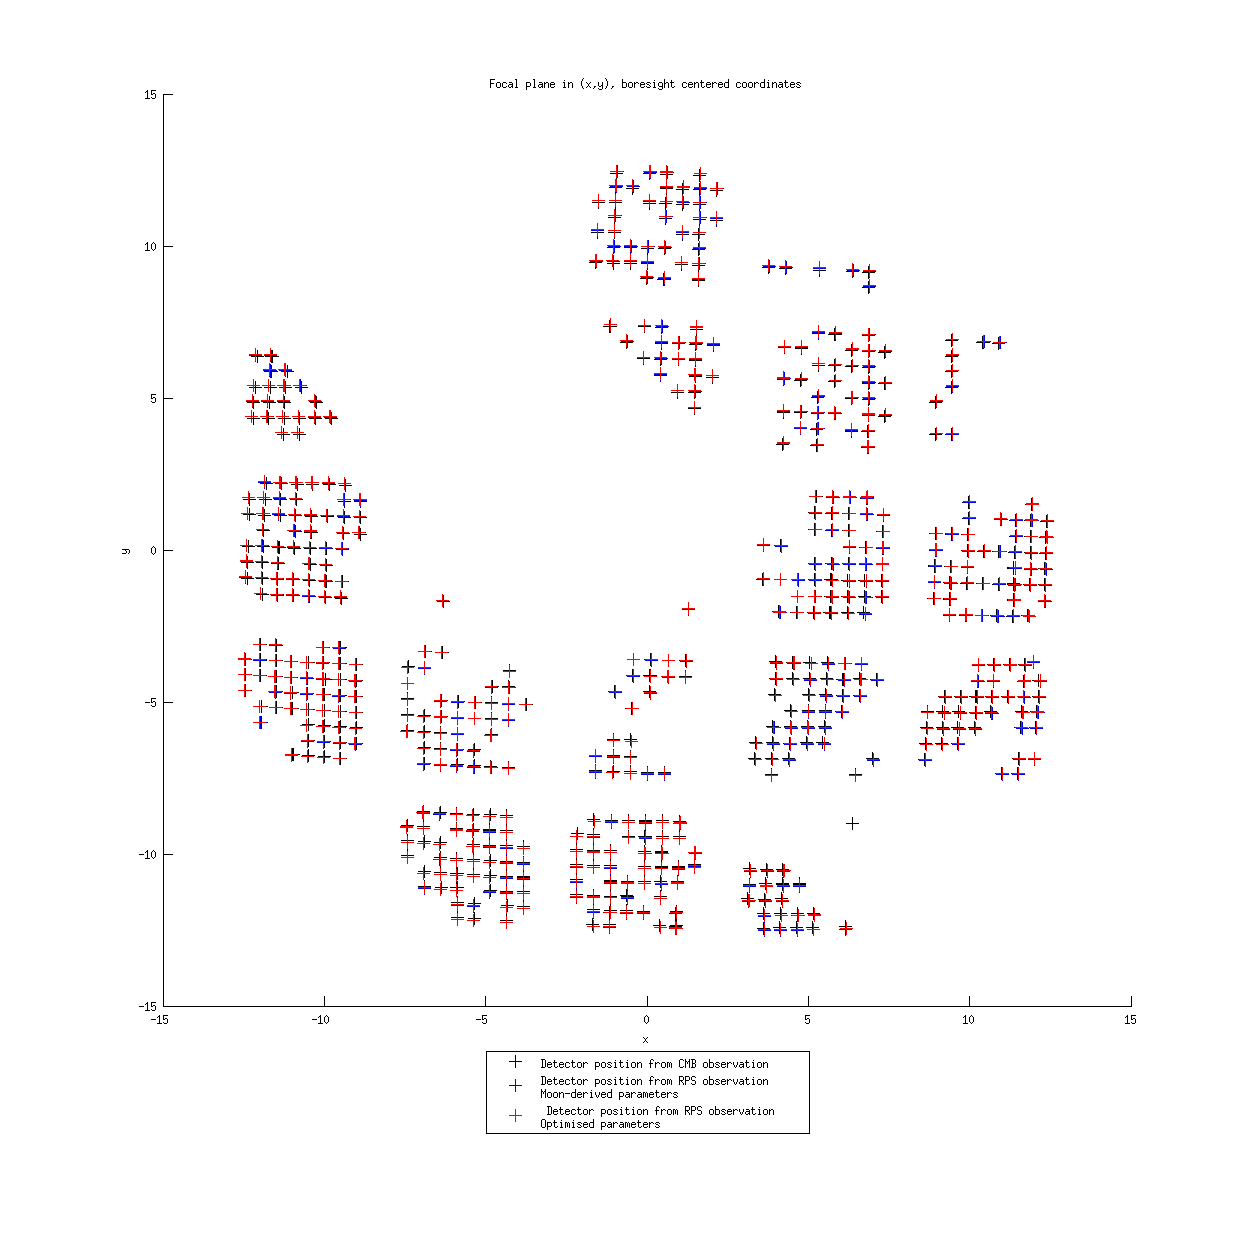 Focal plane in (x,y), boresight centered coordinates
15
10
5
0
-5
-10
-15
y
-15
-10
-5
0
5
10
15
x
Detector position from CMB observation
Detector position from RPS observation
Moon-derived parameters
Detector position from RPS observation
Optimised parameters